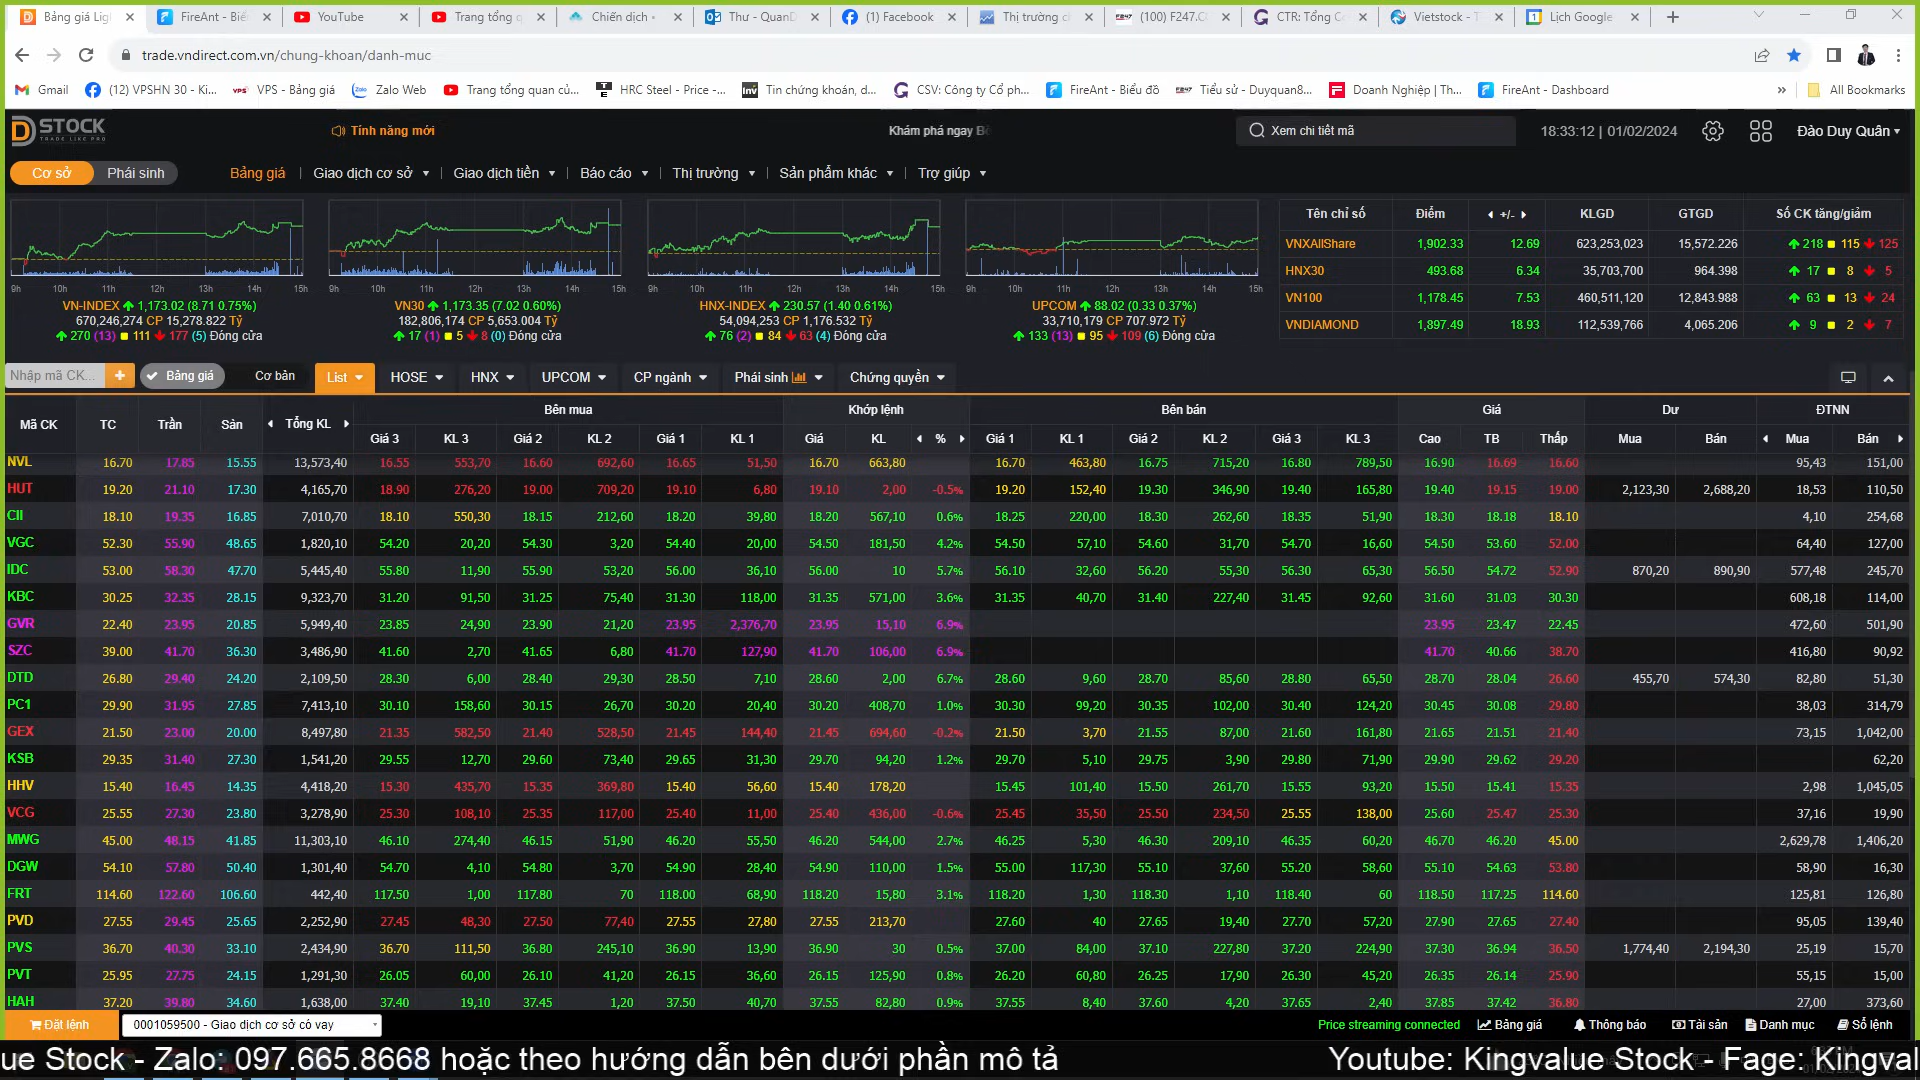 Bảng giá Lig
FireAnt - Biể
YouTube
Trang tổng q
Chiến dịch
Thư - QuanD
(1) Facebook
Thị trường ch
(100) F247.C
CTR: Tổng Cô
Vietstock - T
Lịch Google
trade.vndirect.com.vn/chung-khoan/danh-muc
Gmail (12) VPSHN 30 - Ki... VPS - Bảng giá Zalo Web Trang tổng quan củ... HRC Steel - Price -... Tin chứng khoán, d... CSV: Công ty Cổ ph... FireAnt - Biểu đồ Tiểu sử - Duyquan8... Doanh Nghiệp | Th... FireAnt - Dashboard » All Bookmarks
DSTOCK
TRADE LIKE PRO
Tính năng mới
Khám phá ngay
Xem chi tiết mã
18:33:12 | 01/02/2024
Đào Duy Quân
Cơ sở Phái sinh Bảng giá Giao dịch cơ sở Giao dịch tiền Báo cáo Thị trường Sản phẩm khác Trợ giúp
9h 10h 11h 12h 13h 14h 15h
VN-INDEX 1,173.02 (8.71 0.75%)
670,246,274 CP 15,278.822 Tỷ
270 (13) 111 177 (5) Đóng cửa
9h 10h 11h 12h 13h 14h 15h
VN30 1,173.35 (7.02 0.60%)
182,806,174 CP 5,653.004 Tỷ
17 (1) 5 8 (0) Đóng cửa
9h 10h 11h 12h 13h 14h 15h
HNX-INDEX 230.57 (1.40 0.61%)
54,094,253 CP 1,176.532 Tỷ
76 (2) 84 63 (4) Đóng cửa
9h 10h 11h 12h 13h 14h 15h
UPCOM 88.02 (0.33 0.37%)
33,710,179 CP 707.972 Tỷ
133 (13) 95 109 (6) Đóng cửa
Tên chỉ số Điểm +/- KLGD GTGD Số CK tăng/giảm
VNXAllShare 1,902.33 12.69 623,253,023 15,572.226 218 115 125
HNX30 493.68 6.34 35,703,700 964.398 17 8 5
VN100 1,178.45 7.53 460,511,120 12,843.988 63 13 24
VNDIAMOND 1,897.49 18.93 112,539,766 4,065.206 9 2 7
Nhập mã CK... + Bảng giá Cơ bản List HOSE HNX UPCOM CP ngành Phái sinh Chứng quyền
Mã CK TC Trần Sàn Tổng KL Bên mua Khớp lệnh Bên bán Giá Dư ĐTNN
Giá 3 KL 3 Giá 2 KL 2 Giá 1 KL 1 Giá KL % Giá 1 KL 1 Giá 2 KL 2 Giá 3 KL 3 Cao TB Thấp Mua Bán Mua Bán
NVL 16.70 17.85 15.55 13,573,40 16.55 553,70 16.60 692,60 16.65 51,50 16.70 663,80 16.70 463,80 16.75 715,20 16.80 789,50 16.90 16.69 16.60 95,43 151,00
HUT 19.20 21.10 17.30 4,165,70 18.90 276,20 19.00 709,20 19.10 6,80 19.10 2,00 -0.5% 19.20 152,40 19.30 346,90 19.40 165,80 19.40 19.15 19.00 2,123,30 2,688,20 18,53 110,50
CII 18.10 19.35 16.85 7,010,70 18.10 550,30 18.15 212,60 18.20 39,80 18.20 567,10 0.6% 18.25 220,00 18.30 262,60 18.35 51,90 18.30 18.18 18.10 4,10 254,68
VGC 52.30 55.90 48.65 1,820,10 54.20 20,20 54.30 3,20 54.40 20,00 54.50 181,50 4.2% 54.50 57,10 54.60 31,70 54.70 16,60 54.50 53.60 52.00 64,40 127,00
IDC 53.00 58.30 47.70 5,445,40 55.80 11,90 55.90 53,20 56.00 36,10 56.00 10 5.7% 56.10 32,60 56.20 55,30 56.30 65,30 56.50 54.72 52.90 870,20 890,90 577,48 245,70
KBC 30.25 32.35 28.15 9,323,70 31.20 91,50 31.25 75,40 31.30 118,00 31.35 571,00 3.6% 31.35 40,70 31.40 227,40 31.45 92,60 31.60 31.03 30.30 608,18 114,00
GVR 22.40 23.95 20.85 5,949,40 23.85 24,90 23.90 21,20 23.95 2,376,70 23.95 15,10 6.9% 23.95 23.47 22.45 472,60 501,90
SZC 39.00 41.70 36.30 3,486,90 41.60 2,70 41.65 6,80 41.70 127,90 41.70 106,00 6.9% 41.70 40.66 38.70 416,80 90,92
DTD 26.80 29.40 24.20 2,109,50 28.30 6,00 28.40 29,30 28.50 7,10 28.60 2,00 6.7% 28.60 9,60 28.70 85,60 28.80 65,50 28.70 28.04 26.60 455,70 574,30 82,80 51,30
PC1 29.90 31.95 27.85 7,413,10 30.10 158,60 30.15 26,70 30.20 20,40 30.20 408,70 1.0% 30.30 99,20 30.35 102,00 30.40 124,20 30.45 30.08 29.80 38,03 314,79
GEX 21.50 23.00 20.00 8,497,80 21.35 582,50 21.40 528,50 21.45 144,40 21.45 694,60 -0.2% 21.50 3,70 21.55 87,00 21.60 161,80 21.65 21.51 21.40 73,15 1,042,00
KSB 29.35 31.40 27.30 1,541,20 29.55 12,70 29.60 73,40 29.65 31,30 29.70 94,20 1.2% 29.70 5,10 29.75 3,90 29.80 71,90 29.90 29.62 29.20 62,20
HHV 15.40 16.45 14.35 4,418,20 15.30 435,70 15.35 369,80 15.40 56,60 15.40 178,20 15.45 101,40 15.50 261,70 15.55 93,20 15.50 15.41 15.35 2,98 1,045,05
VCG 25.55 27.30 23.80 3,278,90 25.30 108,10 25.35 117,00 25.40 11,00 25.40 436,00 -0.6% 25.45 35,50 25.50 234,50 25.55 138,00 25.60 25.47 25.30 37,16 19,90
MWG 45.00 48.15 41.85 11,303,10 46.10 274,40 46.15 51,90 46.20 55,50 46.20 544,00 2.7% 46.25 5,30 46.30 209,10 46.35 60,20 46.70 46.20 45.00 2,629,78 1,406,20
DGW 54.10 57.80 50.40 1,301,40 54.70 4,10 54.80 3,70 54.90 28,40 54.90 110,00 1.5% 55.00 117,30 55.10 37,60 55.20 58,60 55.10 54.63 53.80 58,90 16,30
FRT 114.60 122.60 106.60 442,40 117.50 1,00 117.80 70 118.00 68,90 118.20 15,80 3.1% 118.20 1,30 118.30 1,10 118.40 60 118.50 117.25 114.60 125,81 126,80
PVD 27.55 29.45 25.65 2,252,90 27.45 48,30 27.50 77,40 27.55 27,80 27.55 213,70 27.60 40 27.65 19,40 27.70 57,20 27.90 27.65 27.40 95,05 139,40
PVS 36.70 40.30 33.10 2,434,90 36.70 111,50 36.80 245,10 36.90 13,90 36.90 30 0.5% 37.00 84,00 37.10 227,80 37.20 224,90 37.30 36.94 36.50 1,774,40 2,194,30 25,19 15,70
PVT 25.95 27.75 24.15 1,291,30 26.05 60,00 26.10 41,20 26.15 36,60 26.15 125,90 0.8% 26.20 60,80 26.25 17,90 26.30 45,20 26.35 26.14 25.90 55,15 15,00
HAH 37.20 39.80 34.60 1,638,00 37.40 19,10 37.45 1,20 37.50 40,70 37.55 82,80 0.9% 37.55 8,40 37.60 4,20 37.65 2,40 37.85 37.42 36.80 27,00 373,60
Đặt lệnh 0001059500 - Giao dịch cơ sở có vay Price streaming connected Bảng giá Thông báo Tài sản Danh mục Sổ lệnh
ue Stock - Zalo: 097.665.8668 hoặc theo hướng dẫn bên dưới phần mô tả Youtube: Kingvalue Stock - Fage: Kingval